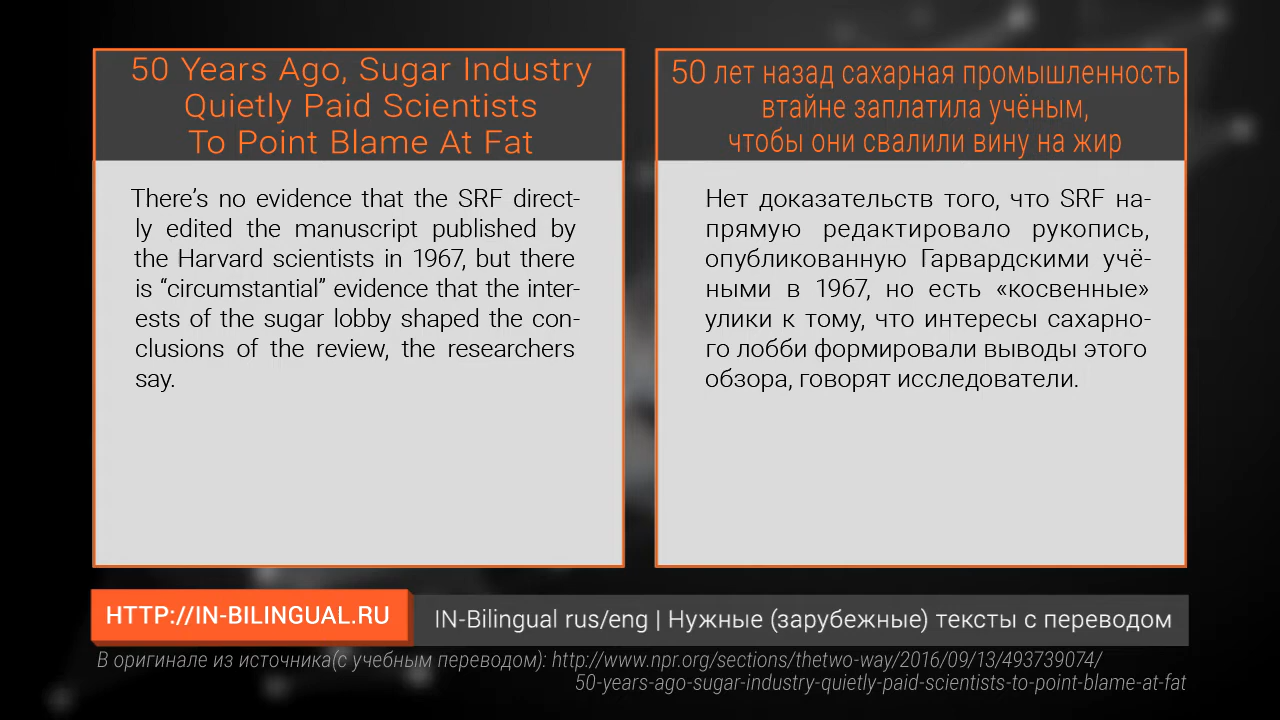 50 Years Ago, Sugar Industry
Quietly Paid Scientists
To Point Blame At Fat
There's no evidence that the SRF direct-
ly edited the manuscript published by
the Harvard scientists in 1967, but there
is “circumstantial” evidence that the inter-
ests of the sugar lobby shaped the con-
clusions of the review, the researchers
say.
50 лет назад сахарная промышленность
втайне заплатила учёным,
чтобы они свалили вину на жир
Нет доказательств того, что SRF на-
прямую редактировало рукопись,
опубликованную Гарвардскими учё-
ными в 1967, но есть «косвенные»
улики к тому, что интересы сахарно-
го лобби формировали выводы этого
обзора, говорят исследователи.
HTTP://IN-BILINGUAL.RU
IN-Bilingual rus/eng | Нужные (зарубежные) тексты с переводом
В оригинале из источника(с учебным переводом): http://www.npr.org/sections/thetwo-way/2016/09/13/493739074/
50-years-ago-sugar-industry-quietly-paid-scientists-to-point-blame-at-fat